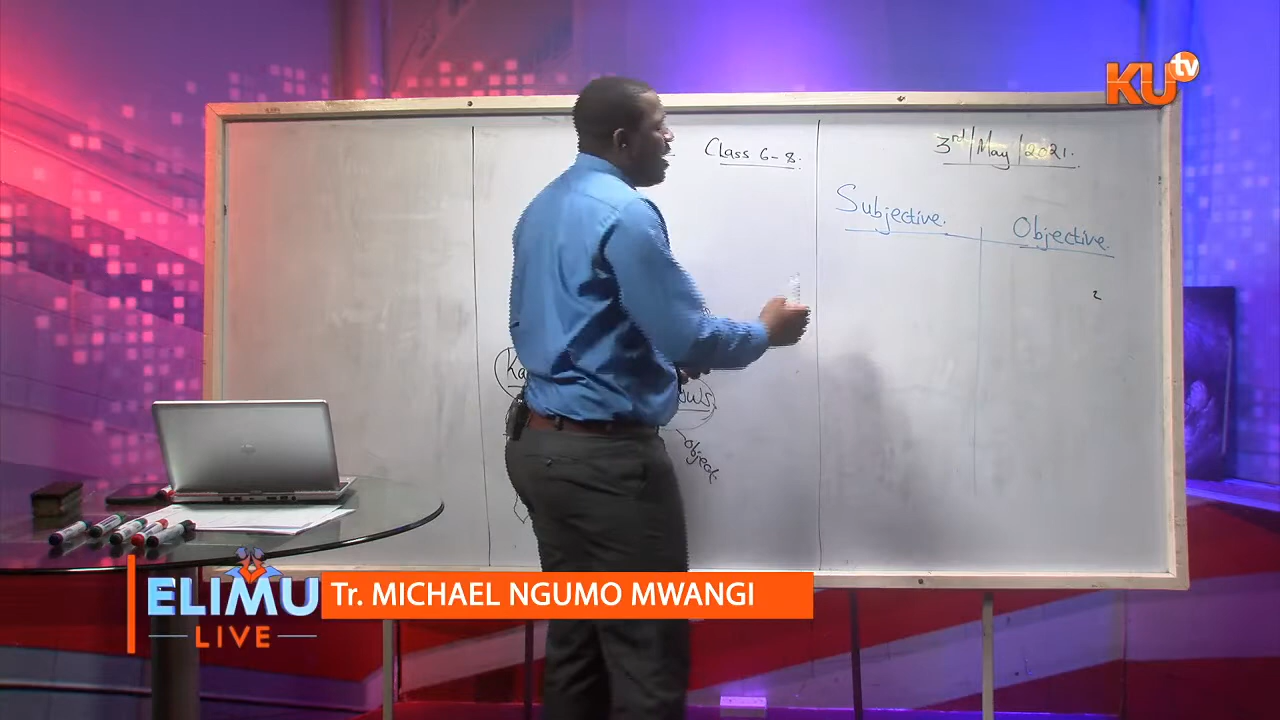 KU tv
Class 6-8.
3rd/May/2021.
Subjective.
Objective.
object
ELIMU
LIVE
Tr. MICHAEL NGUMO MWANGI